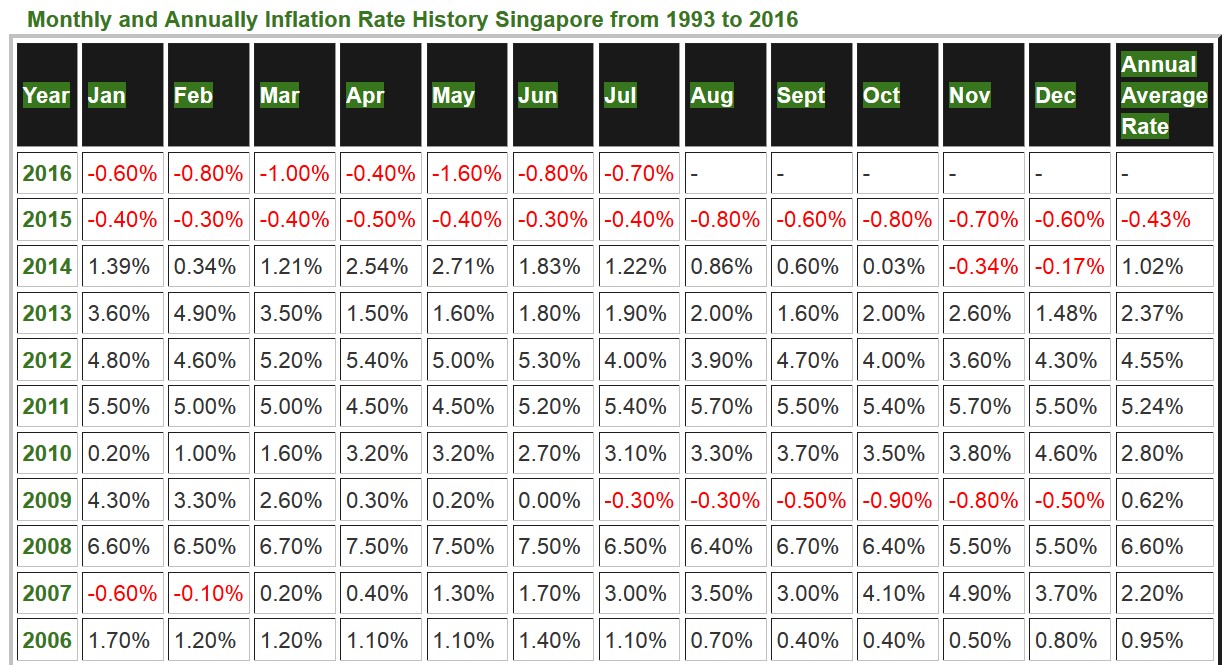 Monthly and Annually Inflation Rate History Singapore from 1993 to 2016
Year Jan Feb Mar Apr May Jun Jul Aug Sept Oct Nov Dec Annual Average Rate
2016 -0.60% -0.80% -1.00% -0.40% -1.60% -0.80% -0.70% - - - - - -
2015 -0.40% -0.30% -0.40% -0.50% -0.40% -0.30% -0.40% -0.80% -0.60% -0.80% -0.70% -0.60% -0.43%
2014 1.39% 0.34% 1.21% 2.54% 2.71% 1.83% 1.22% 0.86% 0.60% 0.03% -0.34% -0.17% 1.02%
2013 3.60% 4.90% 3.50% 1.50% 1.60% 1.80% 1.90% 2.00% 1.60% 2.00% 2.60% 1.48% 2.37%
2012 4.80% 4.60% 5.20% 5.40% 5.00% 5.30% 4.00% 3.90% 4.70% 4.00% 3.60% 4.30% 4.55%
2011 5.50% 5.00% 5.00% 4.50% 4.50% 5.20% 5.40% 5.70% 5.50% 5.40% 5.70% 5.50% 5.24%
2010 0.20% 1.00% 1.60% 3.20% 3.20% 2.70% 3.10% 3.30% 3.70% 3.50% 3.80% 4.60% 2.80%
2009 4.30% 3.30% 2.60% 0.30% 0.20% 0.00% -0.30% -0.30% -0.50% -0.90% -0.80% -0.50% 0.62%
2008 6.60% 6.50% 6.70% 7.50% 7.50% 7.50% 6.50% 6.40% 6.70% 6.40% 5.50% 5.50% 6.60%
2007 -0.60% -0.10% 0.20% 0.40% 1.30% 1.70% 3.00% 3.50% 3.00% 4.10% 4.90% 3.70% 2.20%
2006 1.70% 1.20% 1.20% 1.10% 1.10% 1.40% 1.10% 0.70% 0.40% 0.40% 0.50% 0.80% 0.95%